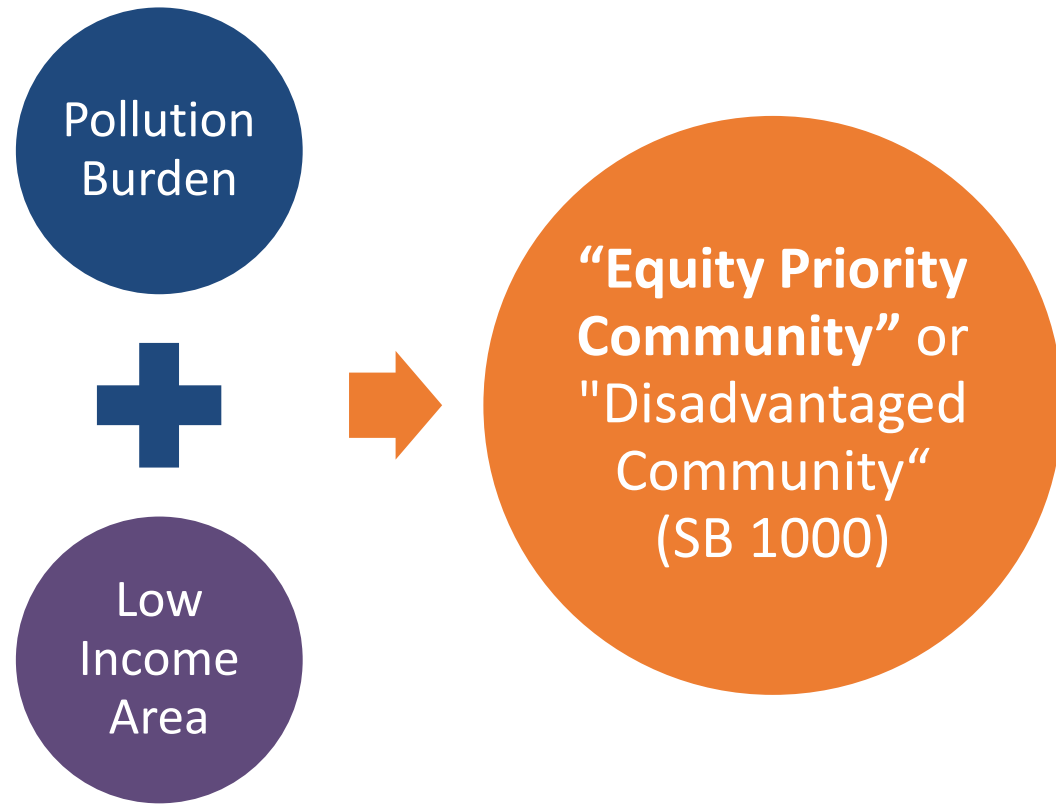 Pollution
Burden
Low
Income
Area
“Equity Priority
Community” or
"Disadvantaged
Community“
(SB 1000)